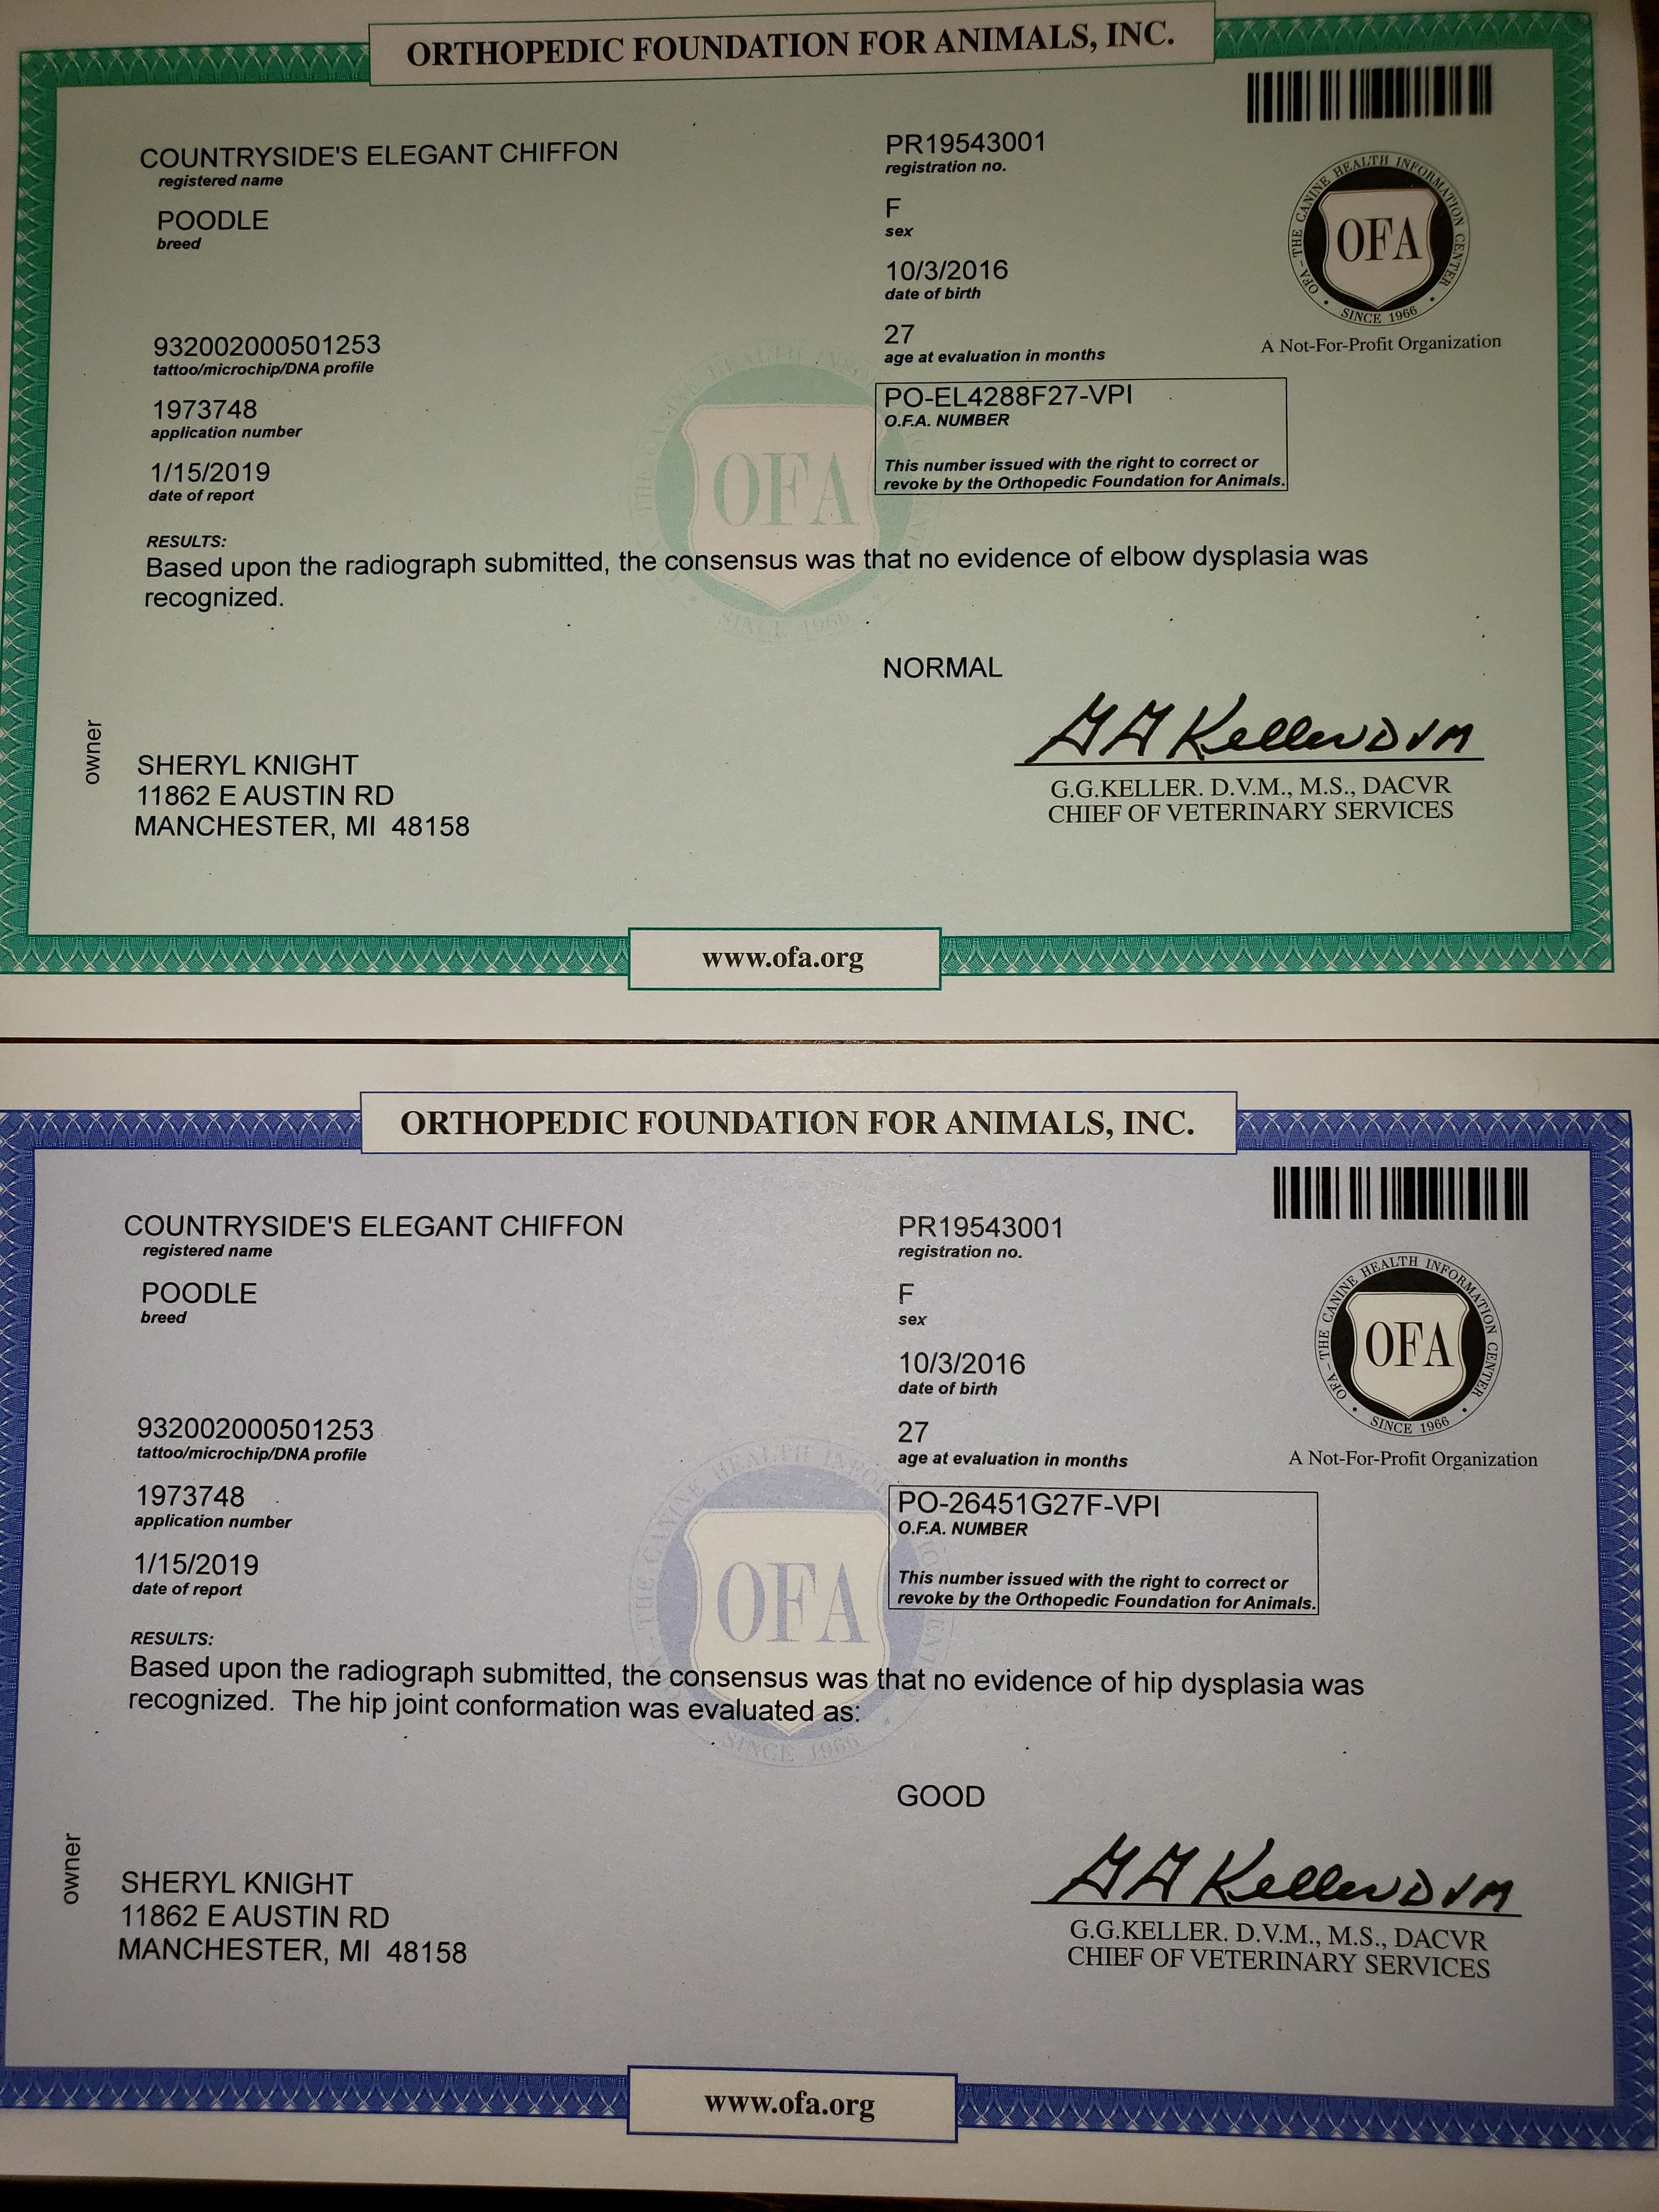 ORTHOPEDIC FOUNDATION FOR ANIMALS, INC.
COUNTRYSIDE'S ELEGANT CHIFFON
registered name
PR19543001
registration no.
POODLE
breed
F
sex
10/3/2016
date of birth
OFA - THE CANINE HEALTH INFORMATION CENTER
OFA
SINCE 1966
A Not-For-Profit Organization
932002000501253
tattoo/microchip/DNA profile
27
age at evaluation in months
1973748
application number
PO-EL4288F27-VPI
O.F.A. NUMBER
This number issued with the right to correct or
revoke by the Orthopedic Foundation for Animals.
1/15/2019
date of report
OFA
SINCE 1966
RESULTS:
Based upon the radiograph submitted, the consensus was that no evidence of elbow dysplasia was
recognized.
NORMAL
GG Keller DVM
G.G.KELLER. D.V.M., M.S., DACVR
CHIEF OF VETERINARY SERVICES
owner
SHERYL KNIGHT
11862 E AUSTIN RD
MANCHESTER, MI 48158
www.ofa.org
ORTHOPEDIC FOUNDATION FOR ANIMALS, INC.
COUNTRYSIDE'S ELEGANT CHIFFON
registered name
PR19543001
registration no.
POODLE
breed
F
sex
10/3/2016
date of birth
OFA - THE CANINE HEALTH INFORMATION CENTER
OFA
SINCE 1966
A Not-For-Profit Organization
932002000501253
tattoo/microchip/DNA profile
27
age at evaluation in months
1973748
application number
PO-26451G27F-VPI
O.F.A. NUMBER
This number issued with the right to correct or
revoke by the Orthopedic Foundation for Animals.
1/15/2019
date of report
OFA
SINCE 1966
RESULTS:
Based upon the radiograph submitted, the consensus was that no evidence of hip dysplasia was
recognized. The hip joint conformation was evaluated as:
GOOD
GG Keller DVM
G.G.KELLER. D.V.M., M.S., DACVR
CHIEF OF VETERINARY SERVICES
owner
SHERYL KNIGHT
11862 E AUSTIN RD
MANCHESTER, MI 48158
www.ofa.org